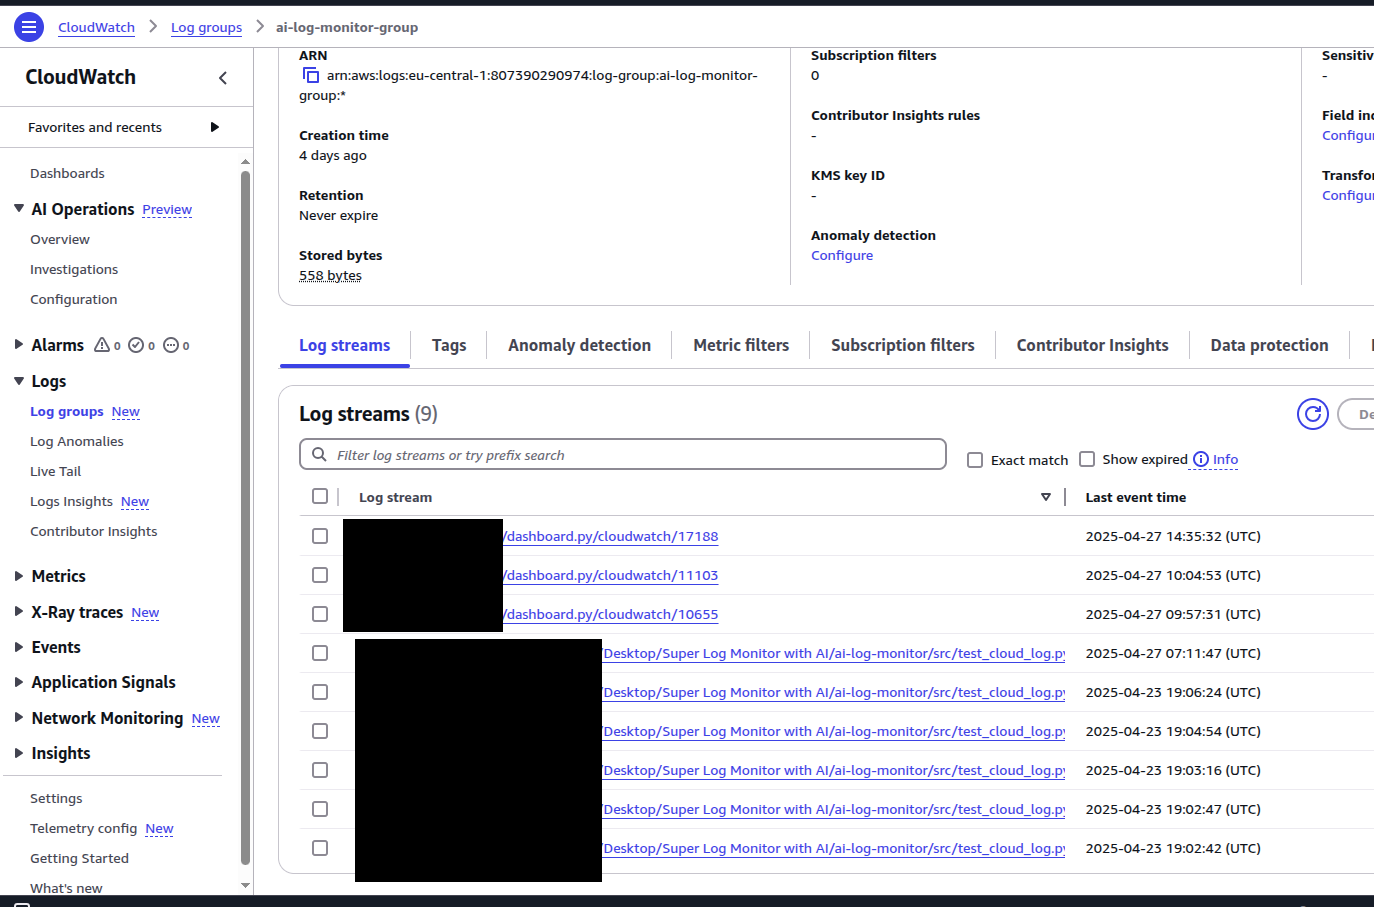 CloudWatch > Log groups > ai-log-monitor-group
CloudWatch
Favorites and recents
Dashboards
AI Operations Preview
Overview
Investigations
Configuration
Alarms 0 0 0
Logs
Log groups New
Log Anomalies
Live Tail
Logs Insights New
Contributor Insights
Metrics
X-Ray traces New
Events
Application Signals
Network Monitoring New
Insights
Settings
Telemetry config New
Getting Started
What's new
ARN
arn:aws:logs:eu-central-1:807390290974:log-group:ai-log-monitor-
group:*
Creation time
4 days ago
Retention
Never expire
Stored bytes
558 bytes
Subscription filters
0
Contributor Insights rules
-
KMS key ID
-
Anomaly detection
Configure
Sensitiv
-
Field in
Configu
Transfo
Configu
Log streams Tags Anomaly detection Metric filters Subscription filters Contributor Insights Data protection
Log streams (9)
De
Filter log streams or try prefix search
Exact match Show expired Info
Log stream Last event time
/dashboard.py/cloudwatch/17188 2025-04-27 14:35:32 (UTC)
/dashboard.py/cloudwatch/11103 2025-04-27 10:04:53 (UTC)
/dashboard.py/cloudwatch/10655 2025-04-27 09:57:31 (UTC)
/Desktop/Super Log Monitor with AI/ai-log-monitor/src/test_cloud_log.py 2025-04-27 07:11:47 (UTC)
/Desktop/Super Log Monitor with AI/ai-log-monitor/src/test_cloud_log.py 2025-04-23 19:06:24 (UTC)
/Desktop/Super Log Monitor with AI/ai-log-monitor/src/test_cloud_log.py 2025-04-23 19:04:54 (UTC)
/Desktop/Super Log Monitor with AI/ai-log-monitor/src/test_cloud_log.py 2025-04-23 19:03:16 (UTC)
/Desktop/Super Log Monitor with AI/ai-log-monitor/src/test_cloud_log.py 2025-04-23 19:02:47 (UTC)
/Desktop/Super Log Monitor with AI/ai-log-monitor/src/test_cloud_log.py 2025-04-23 19:02:42 (UTC)